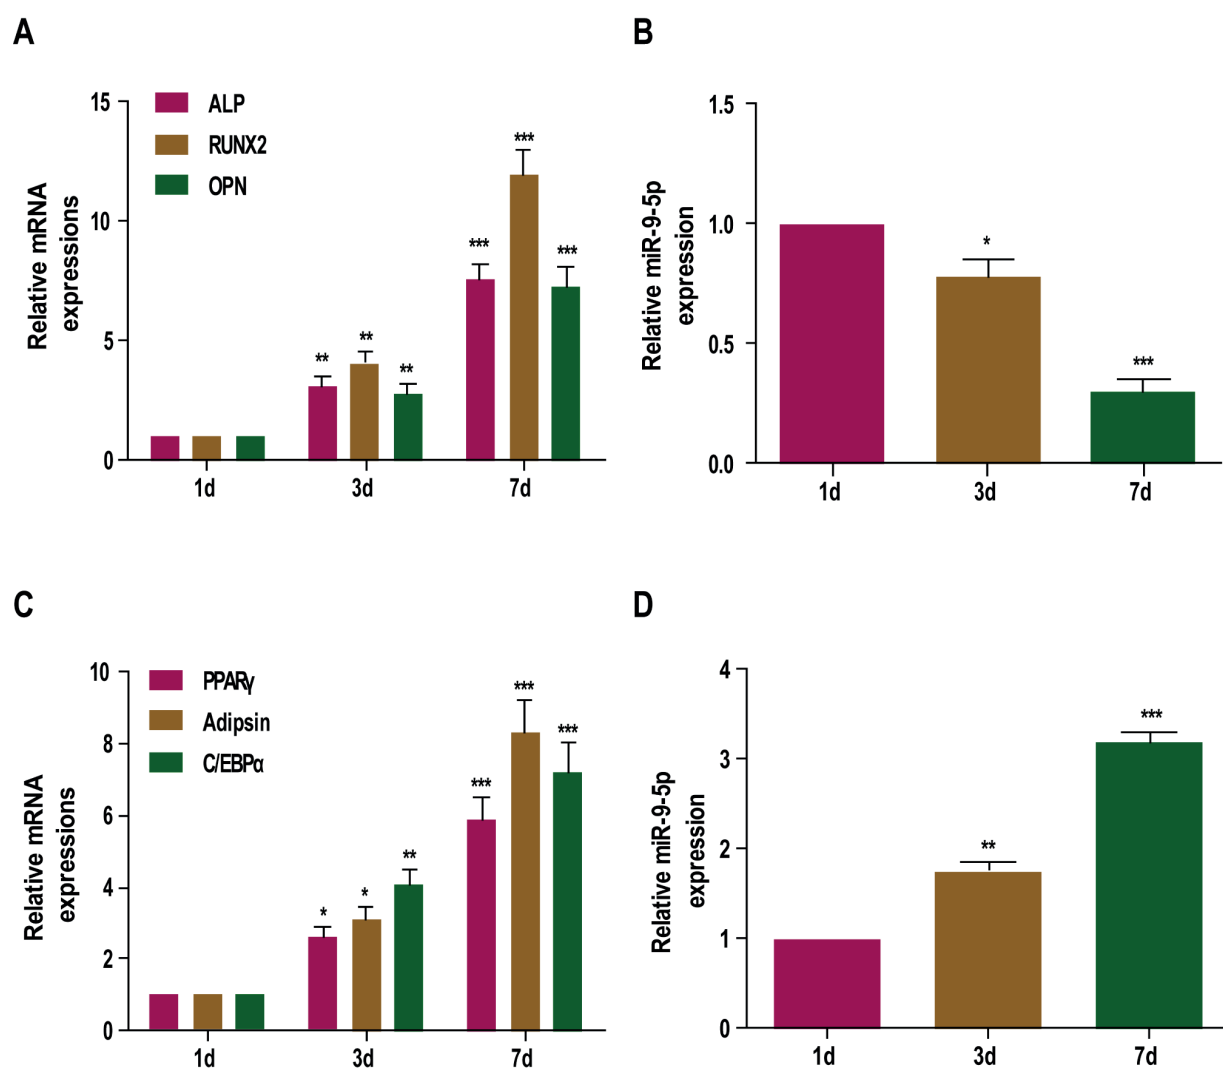 A
Relative mRNA
expressions
15
10
5
0
ALP
RUNX2
OPN
** ** **
*** *** ***
1d 3d 7d
B
Relative miR-9-5p
expression
1.5
1.0
0.5
0.0
*
***
1d 3d 7d
C
Relative mRNA
expressions
10
8
6
4
2
0
PPARγ
Adipsin
C/EBPα
* * **
*** *** ***
1d 3d 7d
D
Relative miR-9-5p
expression
4
3
2
1
0
**
***
1d 3d 7d